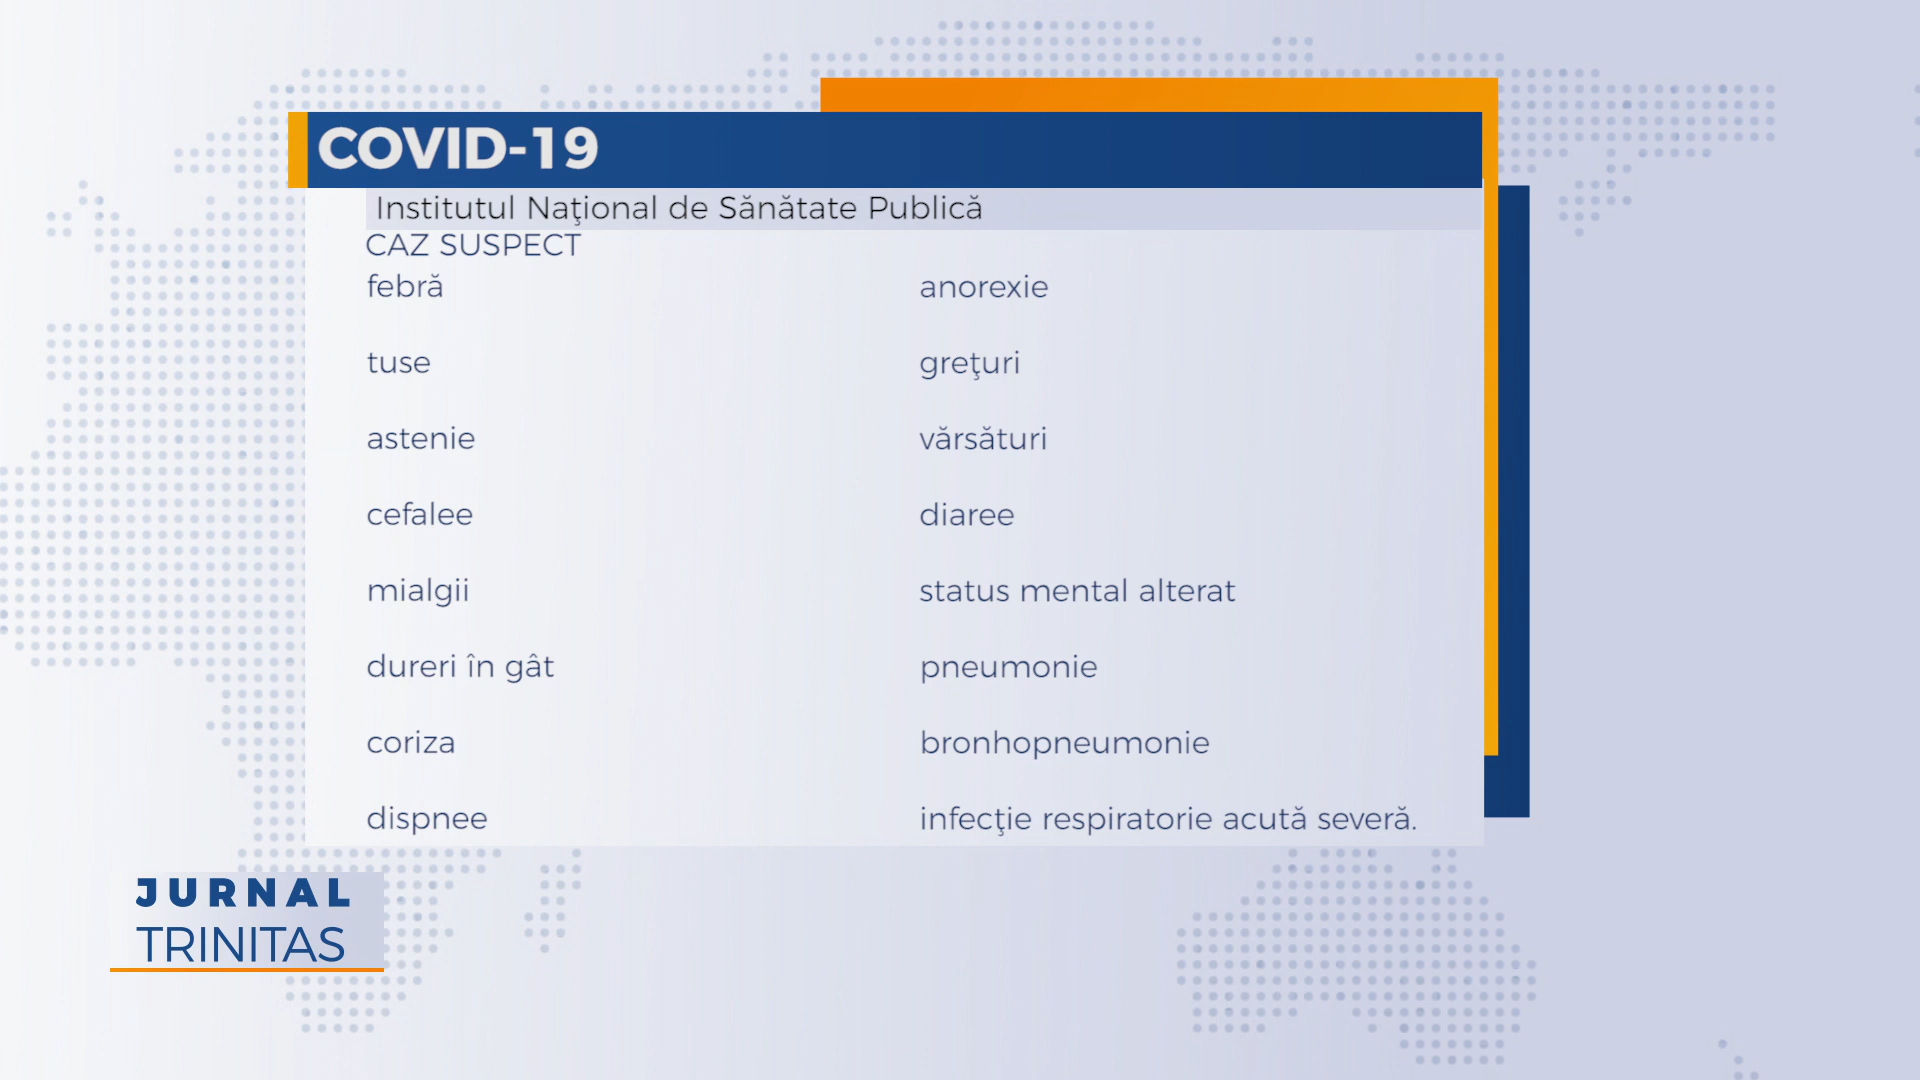 COVID-19
Institutul Naţional de Sănătate Publică
CAZ SUSPECT
febră
tuse
astenie
cefalee
mialgii
dureri în gât
coriza
dispnee
anorexie
greţuri
vărsături
diaree
status mental alterat
pneumonie
bronhopneumonie
infecţie respiratorie acută severă.
JURNAL
TRINITAS